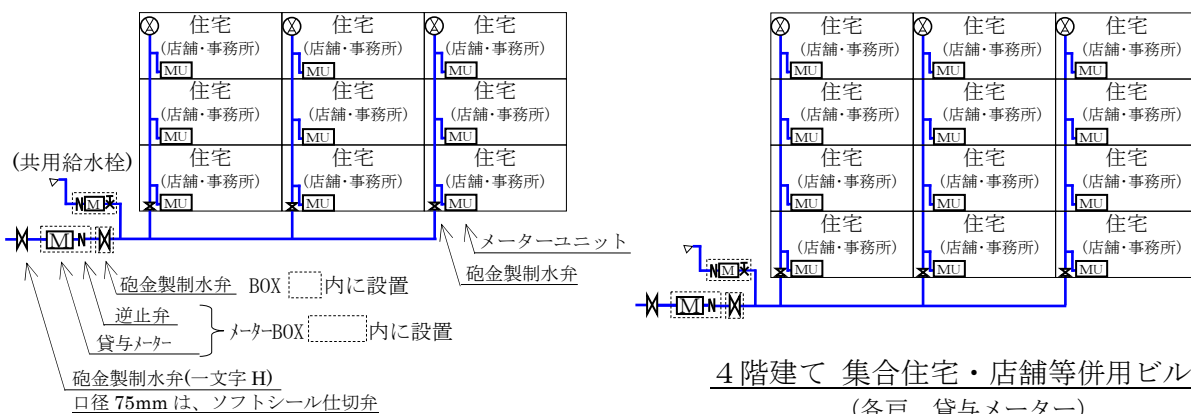 住宅 住宅 住宅
(店舗・事務所) (店舗・事務所) (店舗・事務所)
MU MU MU
住宅 住宅 住宅
(店舗・事務所) (店舗・事務所) (店舗・事務所)
MU MU MU
住宅 住宅 住宅
(店舗・事務所) (店舗・事務所) (店舗・事務所)
MU MU MU
(共用給水栓)
N M
M N
メーターユニット
砲金製制水弁
砲金製制水弁 BOX 内に設置
逆止弁
貸与メーター
メーターBOX 内に設置
砲金製制水弁(一文字 H)
口径 75mm は、ソフトシール仕切弁
住宅 住宅 住宅
(店舗・事務所) (店舗・事務所) (店舗・事務所)
MU MU MU
住宅 住宅 住宅
(店舗・事務所) (店舗・事務所) (店舗・事務所)
MU MU MU
住宅 住宅 住宅
(店舗・事務所) (店舗・事務所) (店舗・事務所)
MU MU MU
住宅 住宅 住宅
(店舗・事務所) (店舗・事務所) (店舗・事務所)
MU MU MU
N M
M N
4階建て 集合住宅・店舗等併用ビル
(各戸 貸与メーター)